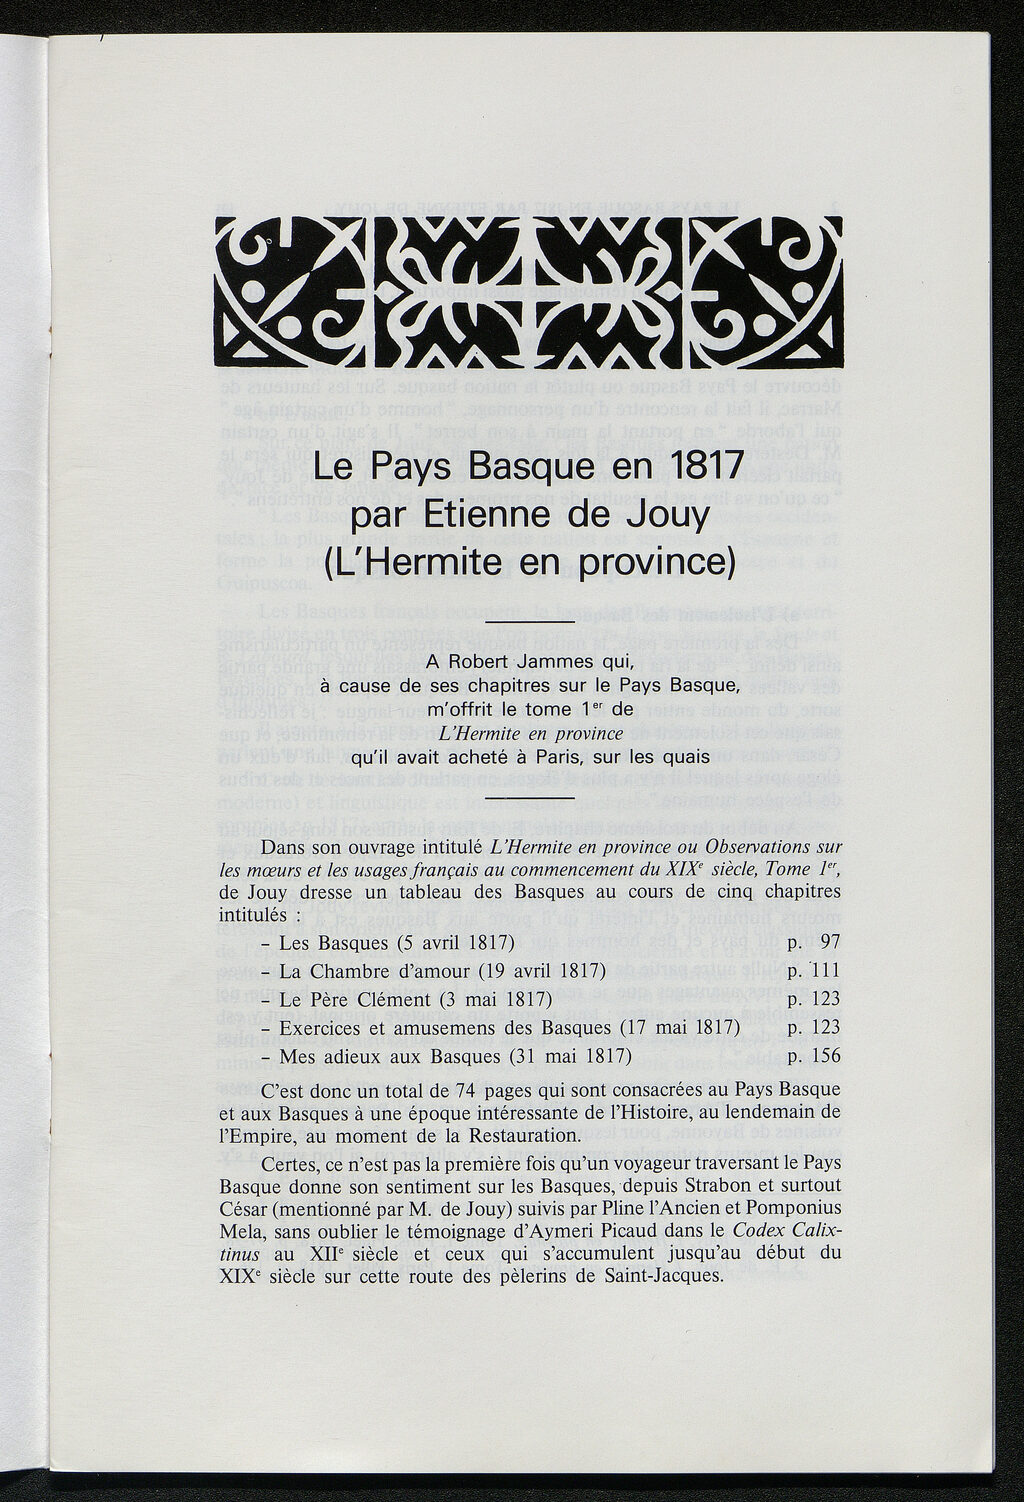 Le Pays Basque en 1817
par Etienne de Jouy
(L'Hermite en province)
A Robert Jammes qui,
à cause de ses chapitres sur le Pays Basque,
m'offrit le tome 1er de
L'Hermite en province
qu'il avait acheté à Paris, sur les quais
Dans son ouvrage intitulé L'Hermite en province ou Observations sur
les mœurs et les usages français au commencement du XIXe siècle, Tome 1er,
de Jouy dresse un tableau des Basques au cours de cinq chapitres
intitulés :
– Les Basques (5 avril 1817) p. 97
– La Chambre d'amour (19 avril 1817) p. 111
– Le Père Clément (3 mai 1817) p. 123
– Exercices et amusemens des Basques (17 mai 1817) p. 123
– Mes adieux aux Basques (31 mai 1817) p. 156
C'est donc un total de 74 pages qui sont consacrées au Pays Basque
et aux Basques à une époque intéressante de l'Histoire, au lendemain de
l'Empire, au moment de la Restauration.
Certes, ce n'est pas la première fois qu'un voyageur traversant le Pays
Basque donne son sentiment sur les Basques, depuis Strabon et surtout
César (mentionné par M. de Jouy) suivis par Pline l'Ancien et Pomponius
Mela, sans oublier le témoignage d'Aymeri Picaud dans le Codex Calix-
tinus au XIIe siècle et ceux qui s'accumulent jusqu'au début du
XIXe siècle sur cette route des pèlerins de Saint-Jacques.